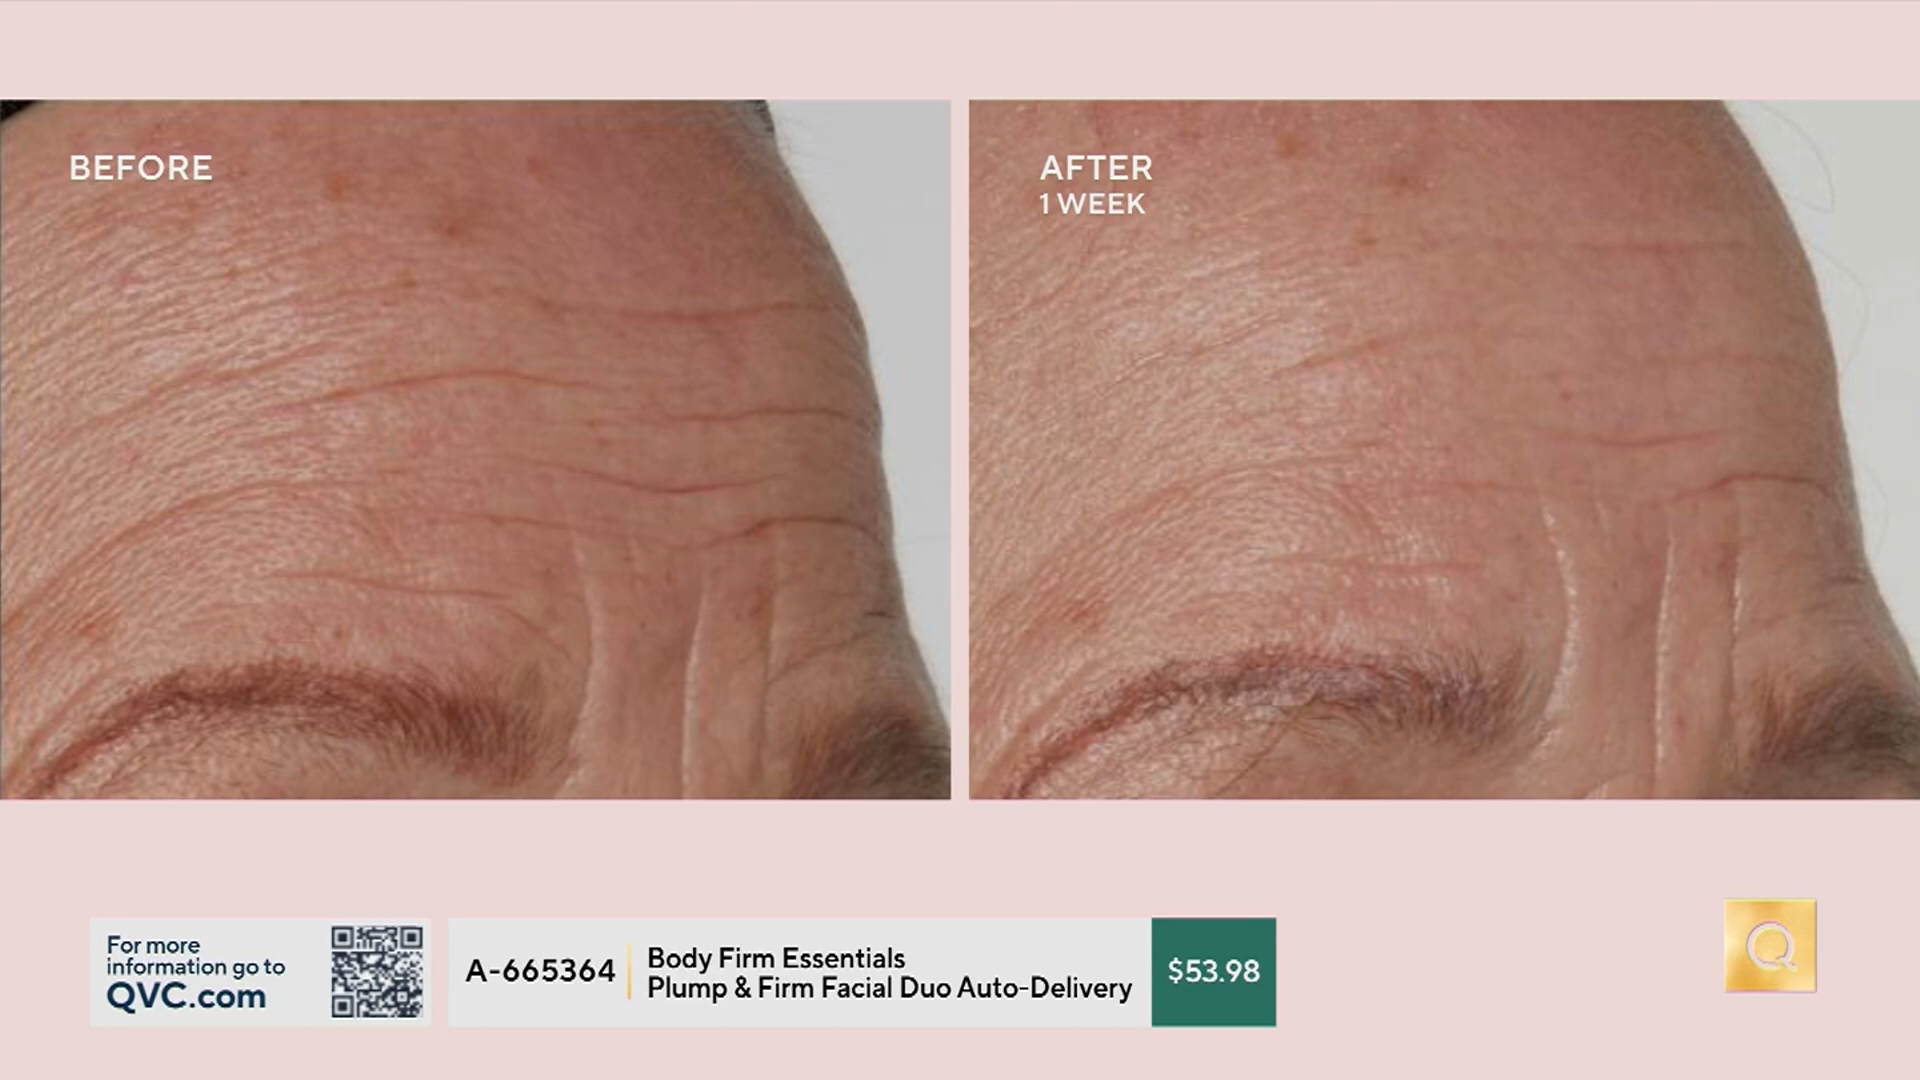 BEFORE
AFTER
1 WEEK
For more
information go to
QVC.com
A-665364
Body Firm Essentials
Plump & Firm Facial Duo Auto-Delivery
$53.98
Q